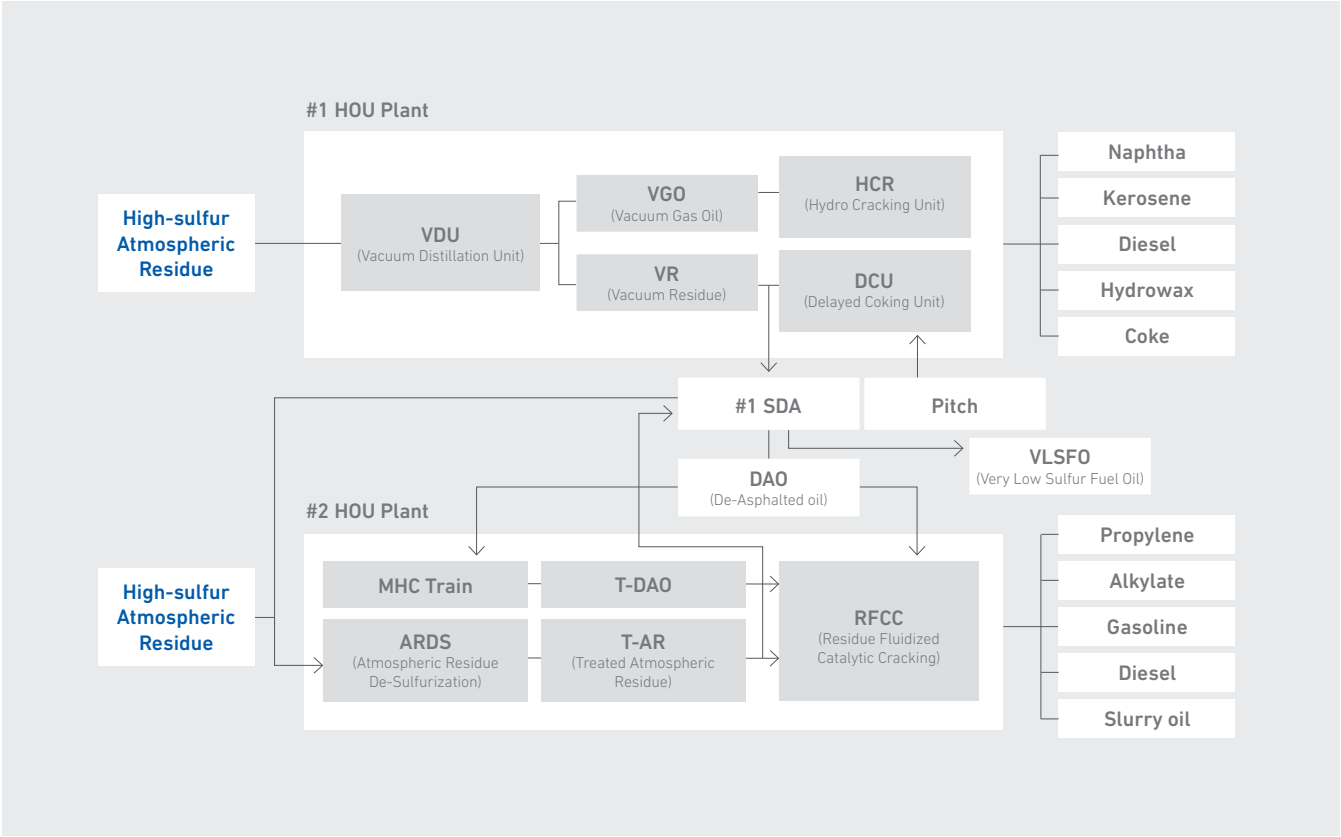 #1 HOU Plant
High-sulfur
Atmospheric
Residue
VDU
(Vacuum Distillation Unit)
VGO
(Vacuum Gas Oil)
VR
(Vacuum Residue)
HCR
(Hydro Cracking Unit)
DCU
(Delayed Coking Unit)
Naphtha
Kerosene
Diesel
Hydrowax
Coke
#1 SDA
Pitch
VLSFO
(Very Low Sulfur Fuel Oil)
DAO
(De-Asphalted oil)
#2 HOU Plant
High-sulfur
Atmospheric
Residue
MHC Train
T-DAO
ARDS
(Atmospheric Residue
De-Sulfurization)
T-AR
(Treated Atmospheric
Residue)
RFCC
(Residue Fluidized
Catalytic Cracking)
Propylene
Alkylate
Gasoline
Diesel
Slurry oil